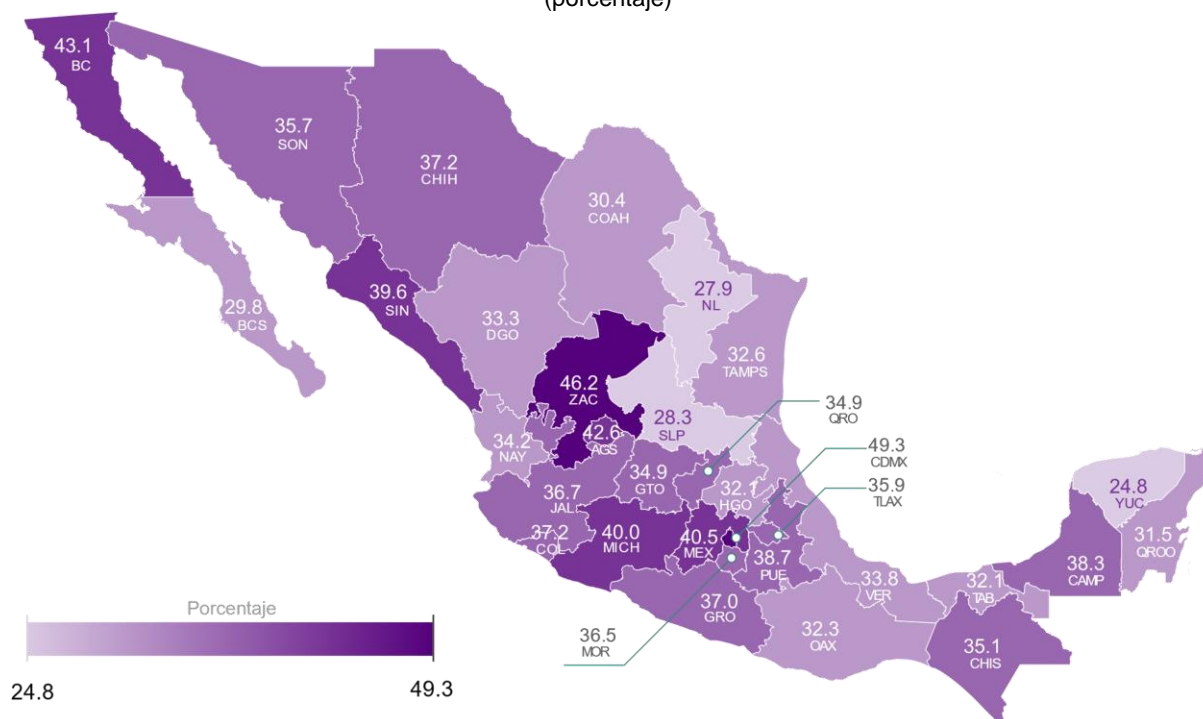 (porcentaje)
43.1
BC
35.7
SON
37.2
CHIH
30.4
COAH
29.8
BCS
39.6
SIN
33.3
DGO
27.9
NL
32.6
TAMPS
46.2
ZAC
28.3
SLP
34.9
QRO
34.2
NAY
42.6
AGS
49.3
CDMX
34.9
GTO
32.1
HGO
35.9
TLAX
36.7
JAL
24.8
YUC
37.2
COL
40.0
MICH
40.5
MEX
38.7
PUE
31.5
QROO
38.3
CAMP
33.8
VER
32.1
TAB
37.0
GRO
32.3
OAX
35.1
CHIS
36.5
MOR
Porcentaje
24.8
49.3